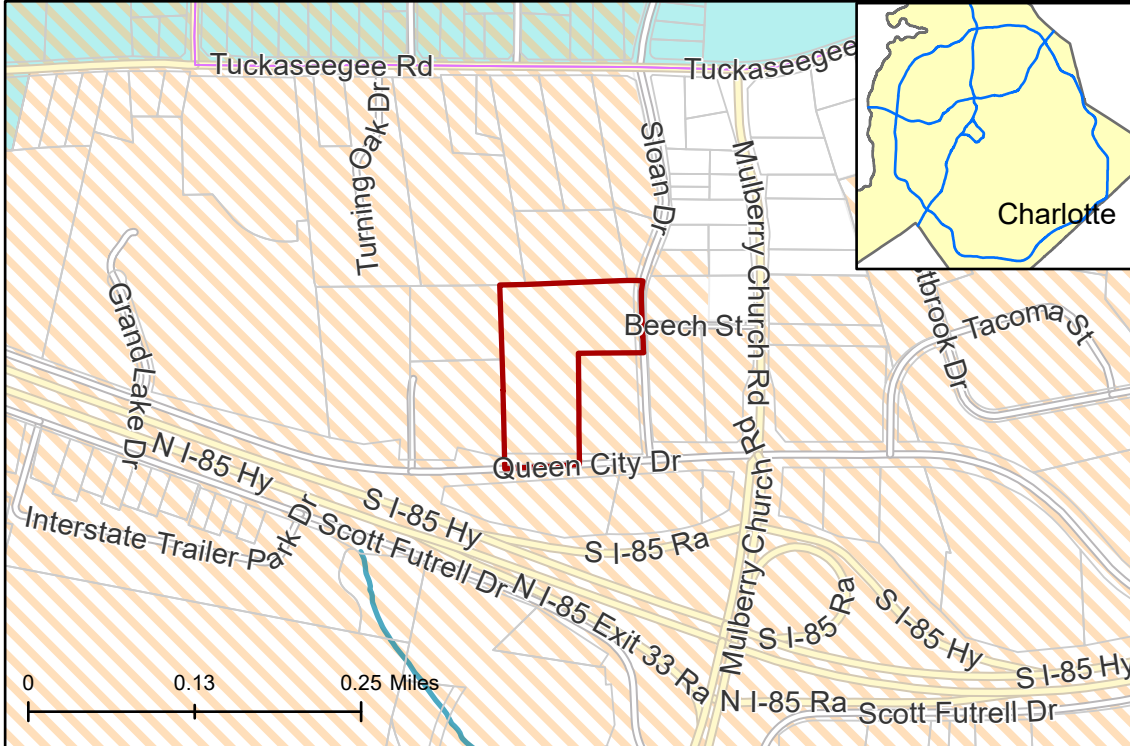 Tuckaseegee Rd
Tuckaseegee
Charlotte
Turning Oak Dr
Sloan Dr
Mulberry Church Rd
Grand Lake Dr
Beech St
stbrook Dr
Tacoma St
Queen City Dr
N I-85 Hy
S I-85 Hy
S I-85 Ra
Interstate Trailer Park Dr
Scott Futrell Dr
N I-85 Exit 33 Ra
Mulberry Church Rd
S I-85 Ra
S I-85 Hy
S I-85 Hy
N I-85 Ra
Scott Futrell Dr
0 0.13 0.25 Miles